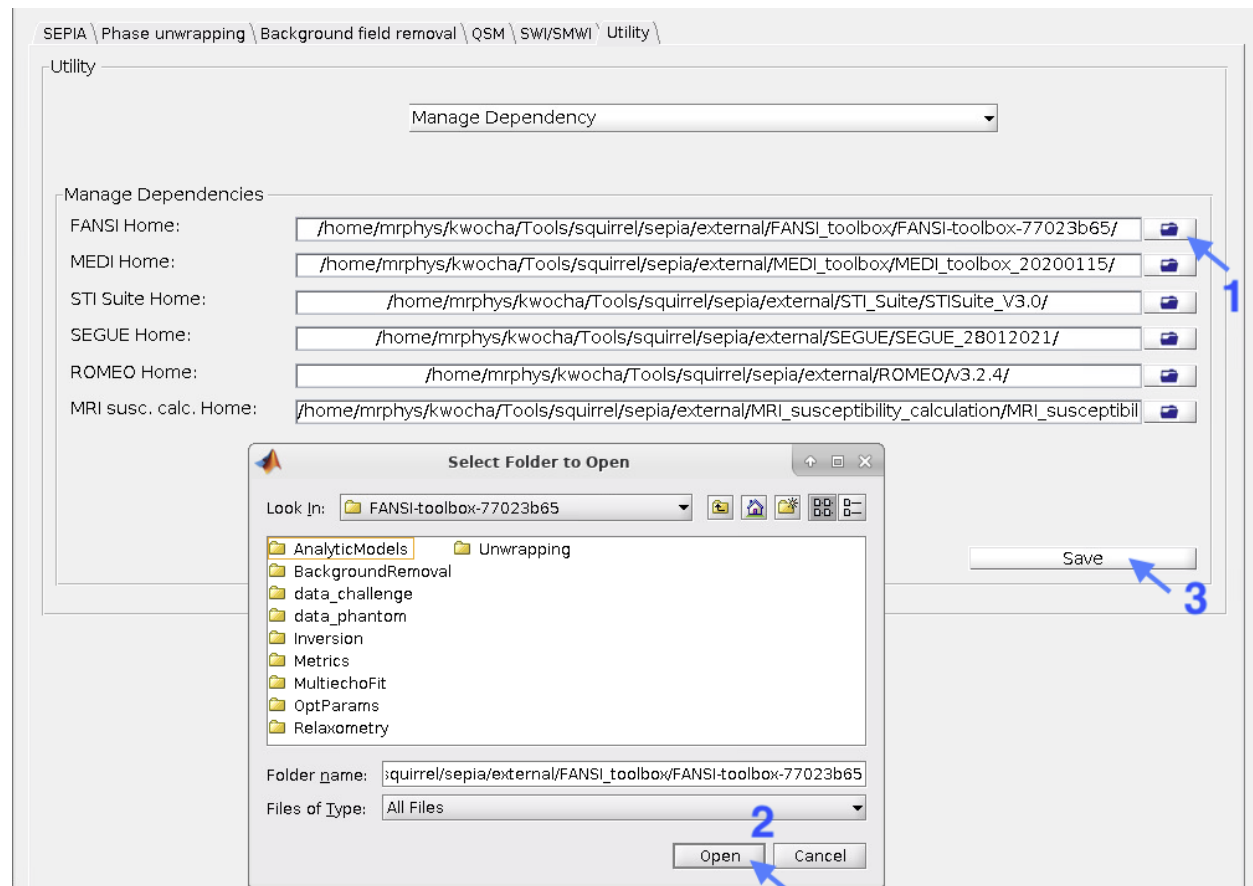 SEPIA Phase unwrapping Background field removal QSM SWI/SMWI Utility
Utility
Manage Dependency
Manage Dependencies
FANSI Home: /home/mrphys/kwocha/Tools/squirrel/sepia/external/FANSI_toolbox/FANSI-toolbox-77023b65/
MEDI Home: /home/mrphys/kwocha/Tools/squirrel/sepia/external/MEDI_toolbox/MEDI_toolbox_20200115/
1
STI Suite Home: /home/mrphys/kwocha/Tools/squirrel/sepia/external/STI_Suite/STISuite_V3.0/
SEGUE Home: /home/mrphys/kwocha/Tools/squirrel/sepia/external/SEGUE/SEGUE_28012021/
ROMEO Home: /home/mrphys/kwocha/Tools/squirrel/sepia/external/ROMEO/v3.2.4/
MRI susc. calc. Home: /home/mrphys/kwocha/Tools/squirrel/sepia/external/MRI_susceptibility_calculation/MRI_susceptibil
Select Folder to Open
Look In: FANSI-toolbox-77023b65
AnalyticModels Unwrapping
BackgroundRemoval
data_challenge
data_phantom
Inversion
Metrics
MultiechoFit
OptParams
Relaxometry
Save
3
Folder name: squirrel/sepia/external/FANSI_toolbox/FANSI-toolbox-77023b65
Files of Type: All Files
2
Open Cancel